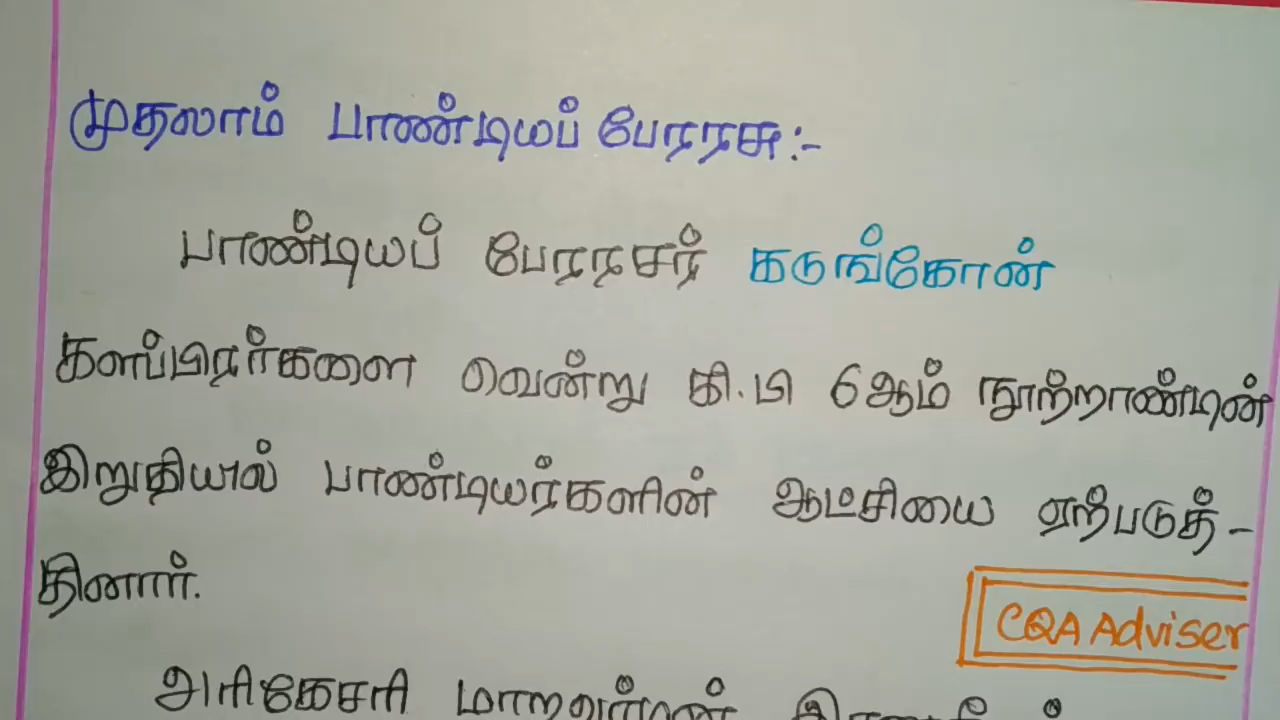 முதலாம் பாண்டியப் பேரரசு :-
பாண்டியப் பேரரசர் கடுங்கோன்
களப்பிரர்களை வென்று கி.பி 6ஆம் நூற்றாண்டின்
இறுதியில் பாண்டியர்களின் ஆட்சியை ஏற்படுத் -
தினார்.
CQA Adviser
அரிகேசரி மாறவர்மன்